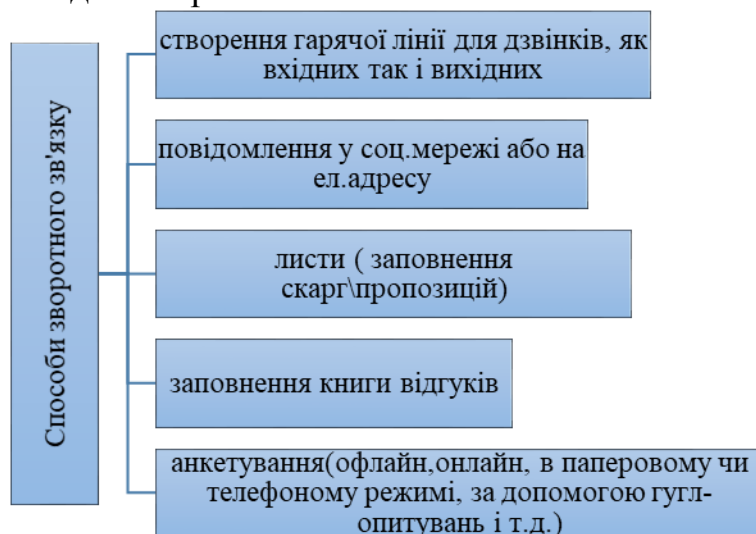 Способи зворотного зв'язку
створення гарячої лінії для дзвінків, як
вхідних так і вихідних
повідомлення у соц.мережі або на
ел.адресу
листи ( заповнення
скарг\пропозицій)
заповнення книги відгуків
анкетування(офлайн,онлайн, в паперовому чи
телефоному режимі, за допомогою гугл-
опитувань і т.д.)